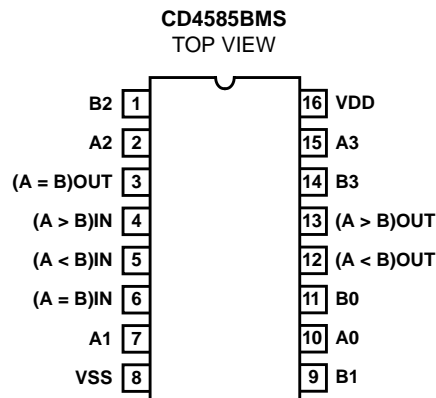 CD4585BMS
TOP VIEW
B2 1
A2 2
(A = B)OUT 3
(A > B)IN 4
(A < B)IN 5
(A = B)IN 6
A1 7
VSS 8
16 VDD
15 A3
14 B3
13 (A > B)OUT
12 (A < B)OUT
11 B0
10 A0
9 B1